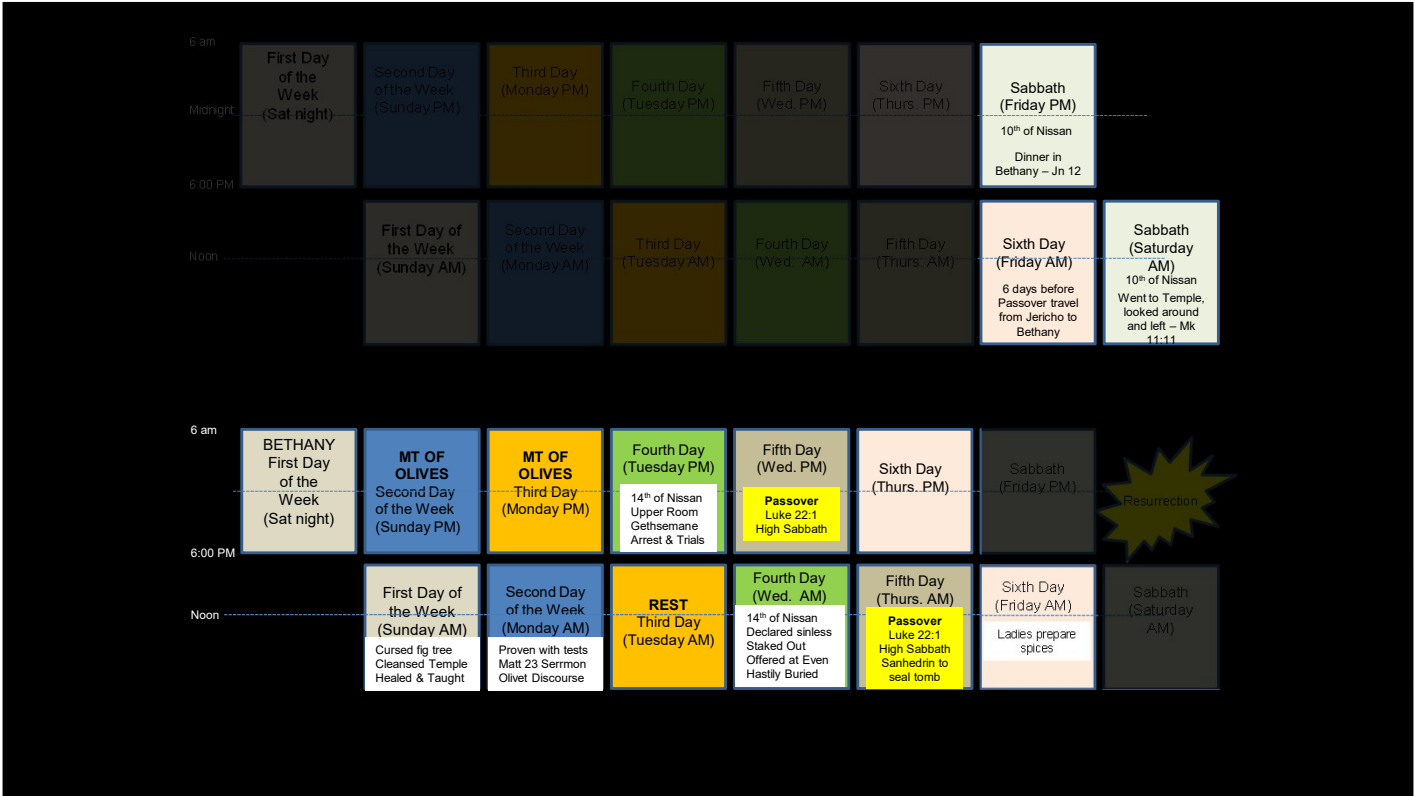 6 am
First Day
of the
Week
(Sat night)
Second Day
of the Week
(Sunday PM)
Third Day
(Monday PM)
Fourth Day
(Tuesday PM)
Fifth Day
(Wed. PM)
Sixth Day
(Thurs. PM)
Sabbath
(Friday PM)
10th of Nissan
Dinner in
Bethany – Jn 12
Midnight
6:00 PM
First Day of
the Week
(Sunday AM)
Second Day
of the Week
(Monday AM)
Third Day
(Tuesday AM)
Fourth Day
(Wed. AM)
Fifth Day
(Thurs. AM)
Sixth Day
(Friday AM)
6 days before
Passover travel
from Jericho to
Bethany
Sabbath
(Saturday
AM)
10th of Nissan
Went to Temple,
looked around
and left – Mk
11:11
Noon
6 am
BETHANY
First Day
of the
Week
(Sat night)
MT OF
OLIVES
Second Day
of the Week
(Sunday PM)
MT OF
OLIVES
Third Day
(Monday PM)
Fourth Day
(Tuesday PM)
14th of Nissan
Upper Room
Gethsemane
Arrest & Trials
Fifth Day
(Wed. PM)
Passover
Luke 22:1
High Sabbath
Sixth Day
(Thurs. PM)
Sabbath
(Friday PM)
Resurrection
6:00 PM
First Day of
the Week
(Sunday AM)
Cursed fig tree
Cleansed Temple
Healed & Taught
Second Day
of the Week
(Monday AM)
Proven with tests
Matt 23 Serrmon
Olivet Discourse
REST
Third Day
(Tuesday AM)
Fourth Day
(Wed. AM)
14th of Nissan
Declared sinless
Staked Out
Offered at Even
Hastily Buried
Fifth Day
(Thurs. AM)
Passover
Luke 22:1
High Sabbath
Sanhedrin to
seal tomb
Sixth Day
(Friday AM)
Ladies prepare
spices
Sabbath
(Saturday
AM)
Noon